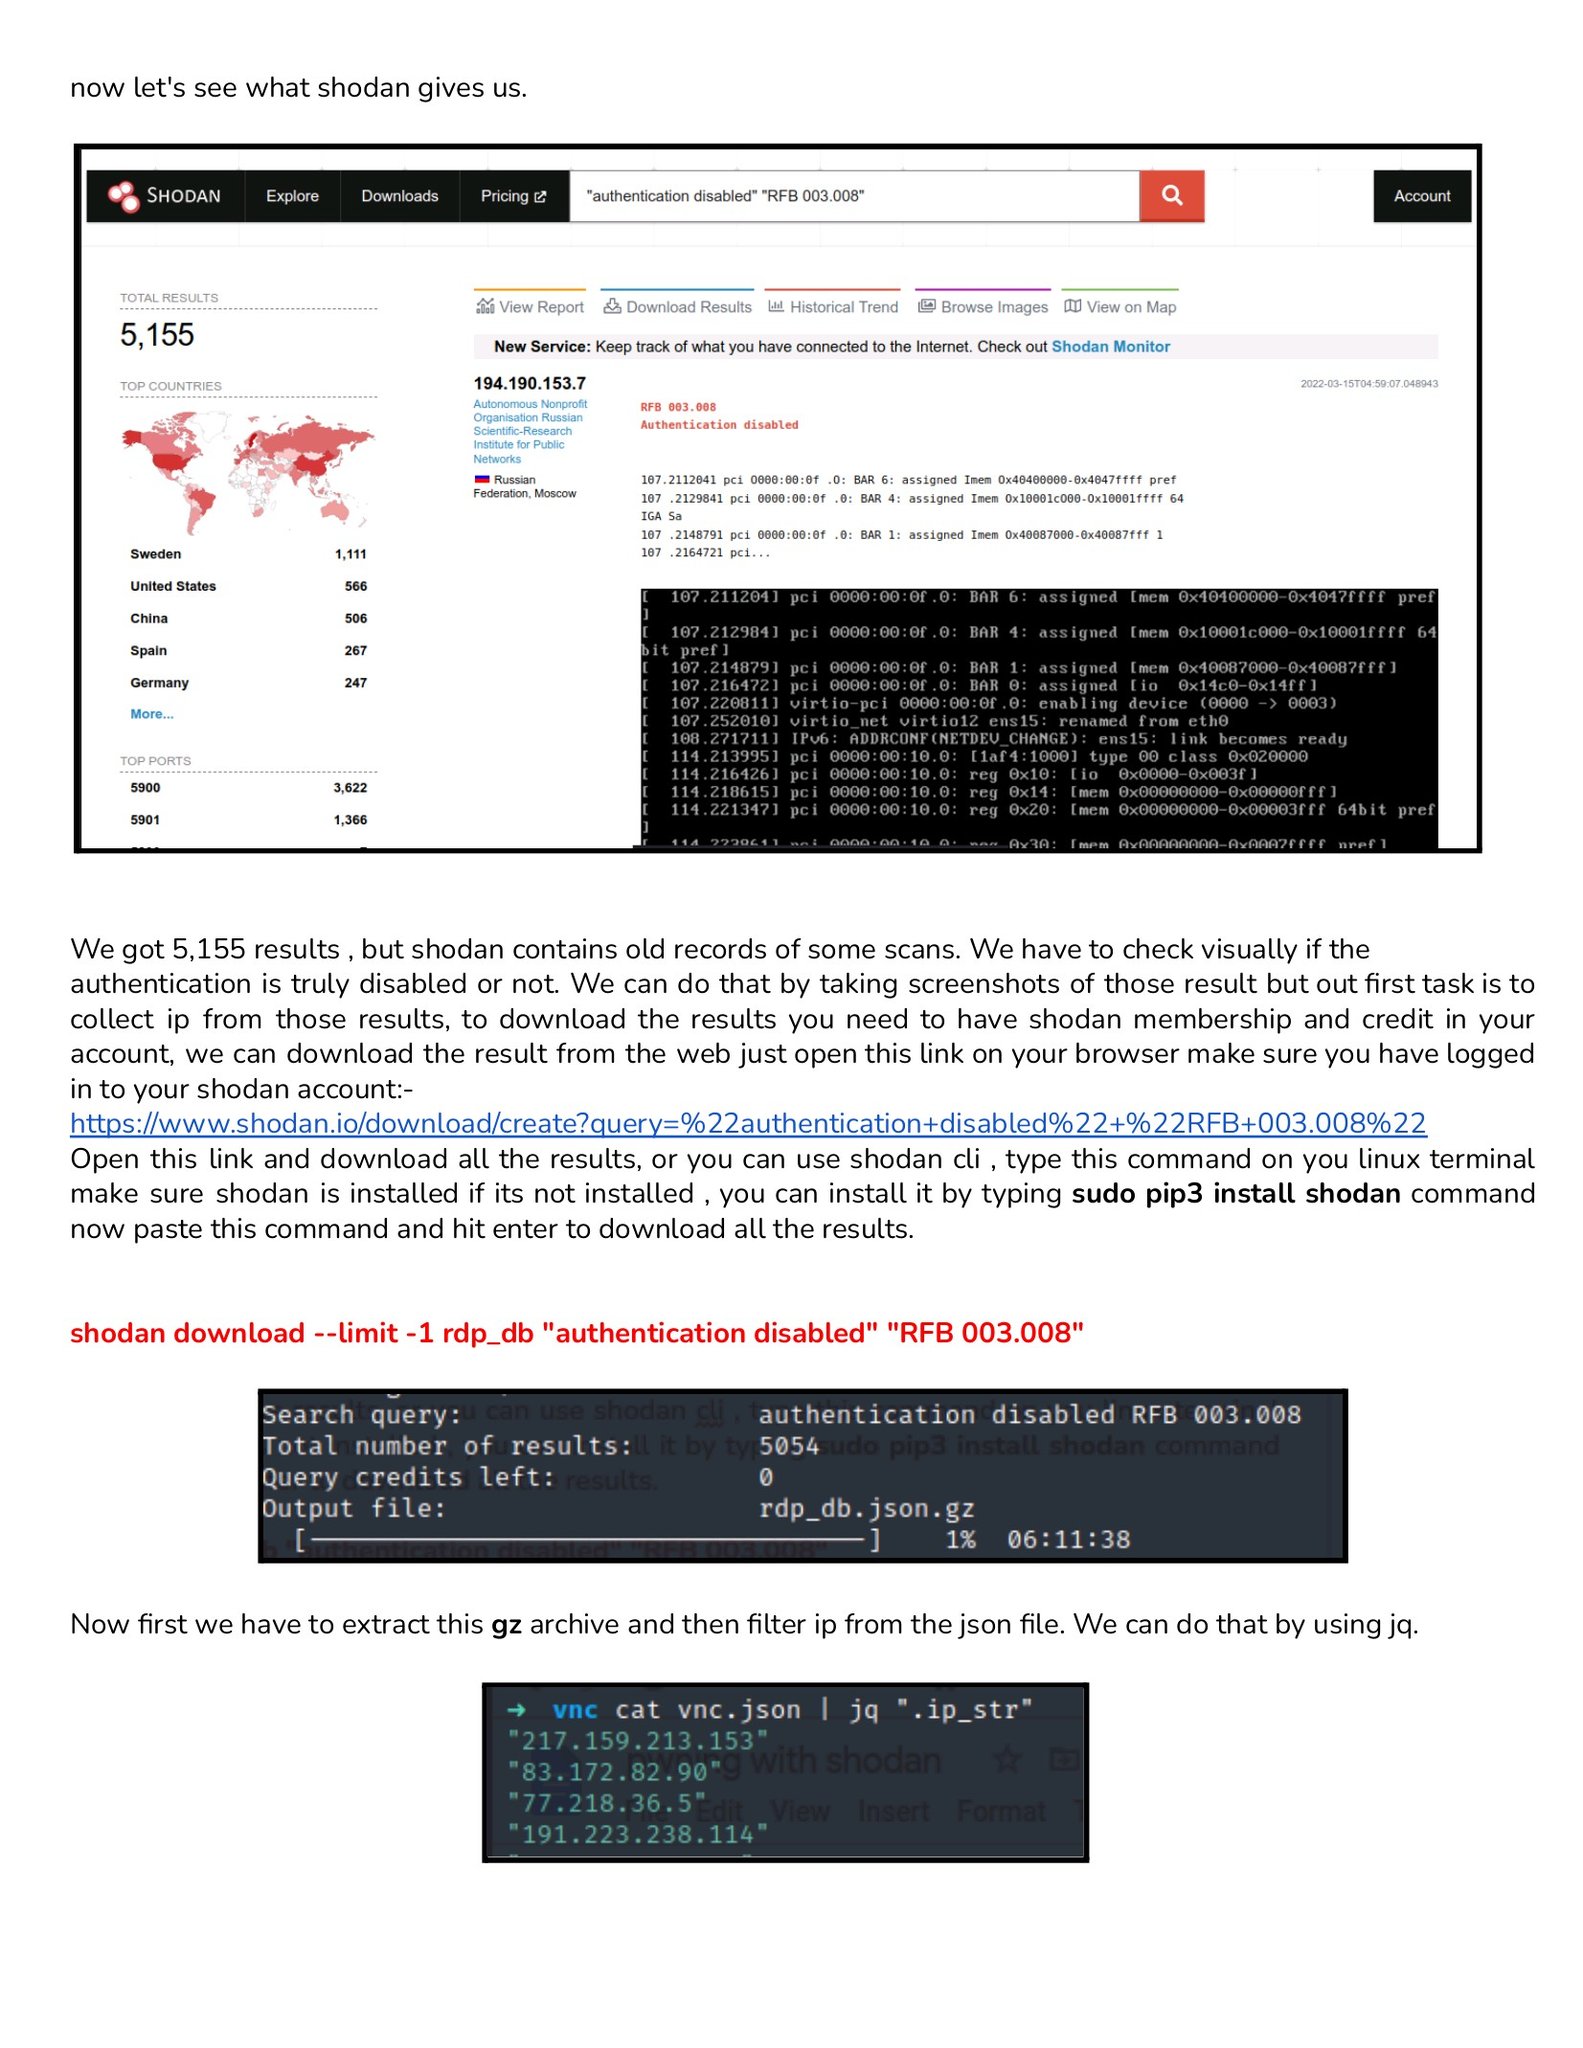 now let's see what shodan gives us.
SHODAN
Explore
Downloads
Pricing
"authentication disabled" "RFB 003.008"
Account
TOTAL RESULTS
5,155
TOP COUNTRIES
Sweden 1,111
United States 566
China 506
Spain 267
Germany 247
More...
TOP PORTS
5900 3,622
5901 1,366
View Report
Download Results
Historical Trend
Browse Images
View on Map
New Service: Keep track of what you have connected to the Internet. Check out Shodan Monitor
194.190.153.7
2022-03-15T04:59:07.048943
Autonomous Nonprofit
Organisation Russian
Scientific-Research
Institute for Public
Networks
Russian
Federation, Moscow
RFB 003.008
Authentication disabled
107.2112041 pci O000:00:0f .O: BAR 6: assigned Imem Ox40400000-0x4047ffff pref
107 .2129841 pci 0000:00:0f .0: BAR 4: assigned Imem Ox10001cO00-Ox10001ffff 64
IGA Sa
107 .2148791 pci 0000:00:0f .0: BAR 1: assigned Imem Ox40087000-0x40087fff 1
107 .2164721 pci...
[ 107.211204] pci 0000:00:0f.0: BAR 6: assigned [mem 0x40400000-0x4047ffff pref
]
[ 107.212984] pci 0000:00:0f.0: BAR 4: assigned [mem 0x10001c000-0x10001ffff 64
bit pref]
[ 107.214879] pci 0000:00:0f.0: BAR 1: assigned [mem 0x40087000-0x40087fff]
[ 107.216472] pci 0000:00:0f.0: BAR 0: assigned [io 0x14c0-0x14ff]
[ 107.220811] virtio-pci 0000:00:0f.0: enabling device (0000 -> 0003)
[ 107.252010] virtio_net virtio12 ens15: renamed from eth0
[ 108.271711] IPv6: ADDRCONF(NETDEV_CHANGE): ens15: link becomes ready
[ 114.213995] pci 0000:00:10.0: [1af4:1000] type 00 class 0x020000
[ 114.216426] pci 0000:00:10.0: reg 0x10: [io 0x0000-0x003f]
[ 114.218615] pci 0000:00:10.0: reg 0x14: [mem 0x00000000-0x00000fff]
[ 114.221347] pci 0000:00:10.0: reg 0x20: [mem 0x00000000-0x00003fff 64bit pref
]
[ 114.223861] pci 0000:00:10.0: reg 0x30: [mem 0x00000000-0x0007ffff pref]
We got 5,155 results , but shodan contains old records of some scans. We have to check visually if the
authentication is truly disabled or not. We can do that by taking screenshots of those result but out first task is to
collect ip from those results, to download the results you need to have shodan membership and credit in your
account, we can download the result from the web just open this link on your browser make sure you have logged
in to your shodan account:-
https://www.shodan.io/download/create?query=%22authentication+disabled%22+%22RFB+003.008%22
Open this link and download all the results, or you can use shodan cli , type this command on you linux terminal
make sure shodan is installed if its not installed , you can install it by typing sudo pip3 install shodan command
now paste this command and hit enter to download all the results.
shodan download --limit -1 rdp_db "authentication disabled" "RFB 003.008"
Search query: authentication disabled RFB 003.008
Total number of results: 5054
Query credits left: 0
Output file: rdp_db.json.gz
[-----------------------------------] 1% 06:11:38
Now first we have to extract this gz archive and then filter ip from the json file. We can do that by using jq.
➜ vnc cat vnc.json | jq ".ip_str"
"217.159.213.153"
"83.172.82.90"
"77.218.36.5"
"191.223.238.114"